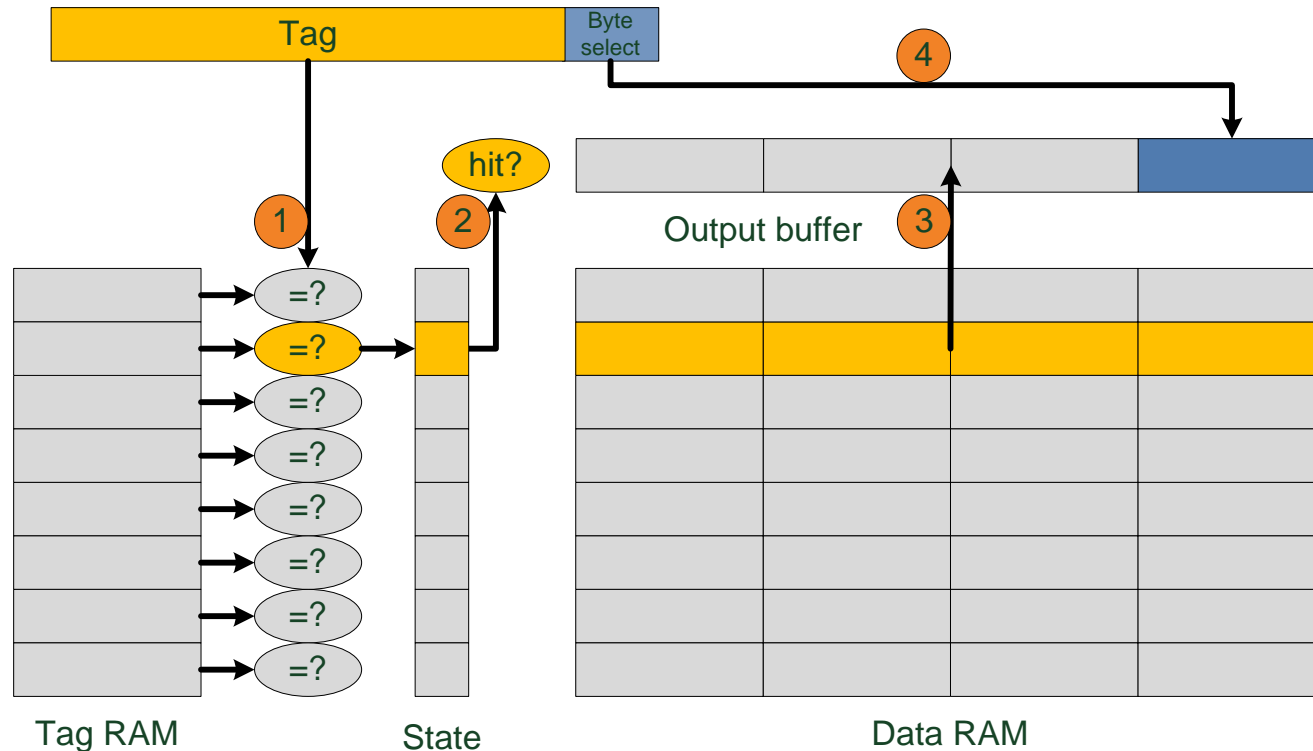 Tag
Byte
select
4
hit?
1
2
3
Output buffer
=?
=?
=?
=?
=?
=?
=?
=?
Tag RAM
State
Data RAM